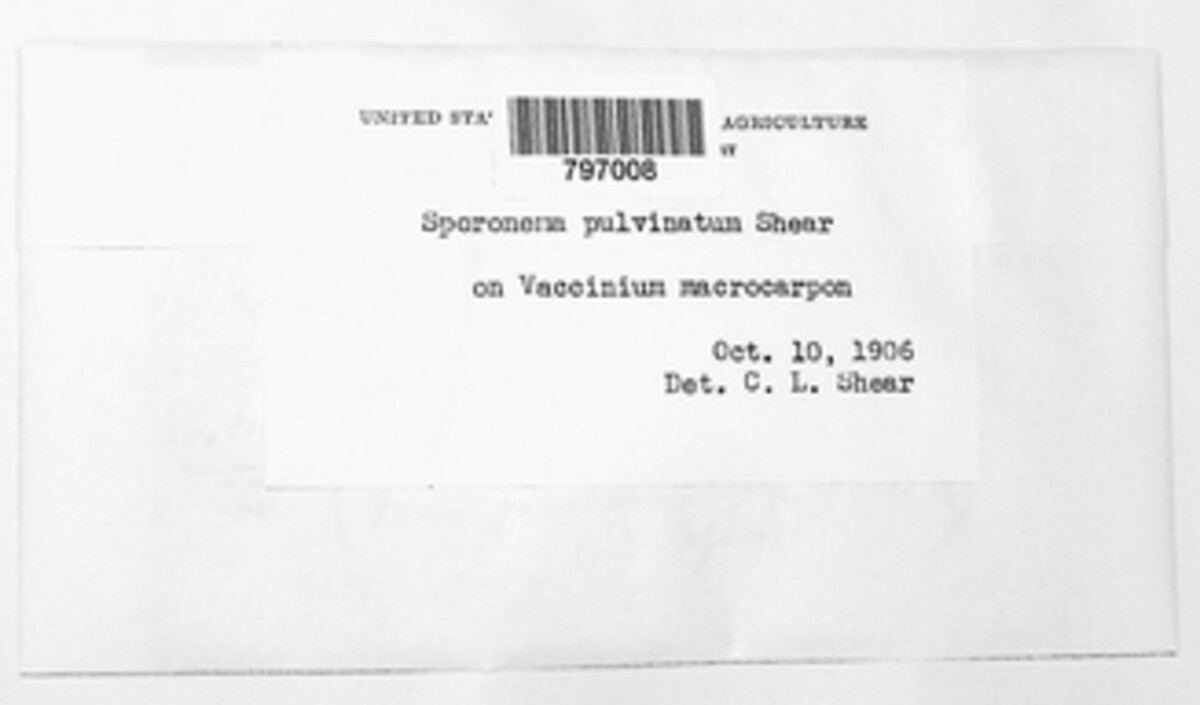 UNITED STA AGRICULTURE
797008
Sporonema pulvinatum Shear
on Vaccinium macrocarpon
Oct. 10, 1906
Det. C. L. Shear